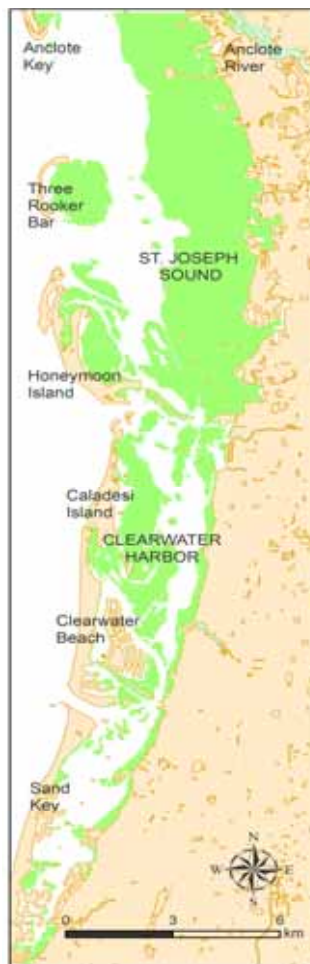 Anclote
Key
Anclote
River
Three
Rooker
Bar
ST. JOSEPH
SOUND
Honeymoon
Island
Caladesi
Island
CLEARWATER
HARBOR
Clearwater
Beach
Sand
Key
N
W E
S
0 3 6
km